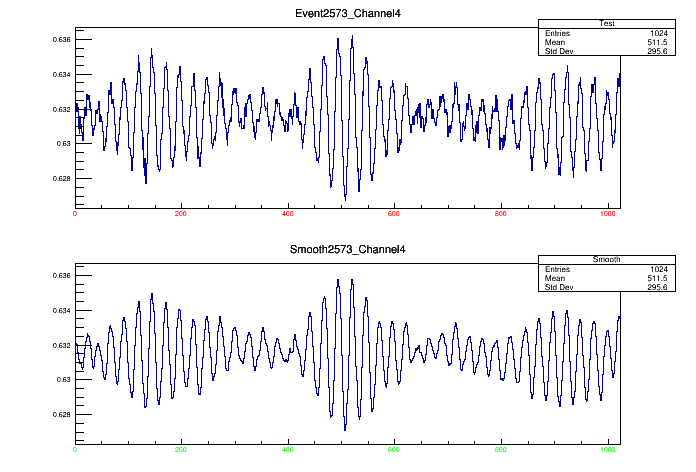 Event2573_Channel4
Test
Entries 1024
Mean 511.5
Std Dev 295.6
0.636
0.634
0.632
0.63
0.628
0 200 400 600 800 1000
Smooth2573_Channel4
Smooth
Entries 1024
Mean 511.5
Std Dev 295.6
0.636
0.634
0.632
0.63
0.628
0 200 400 600 800 1000